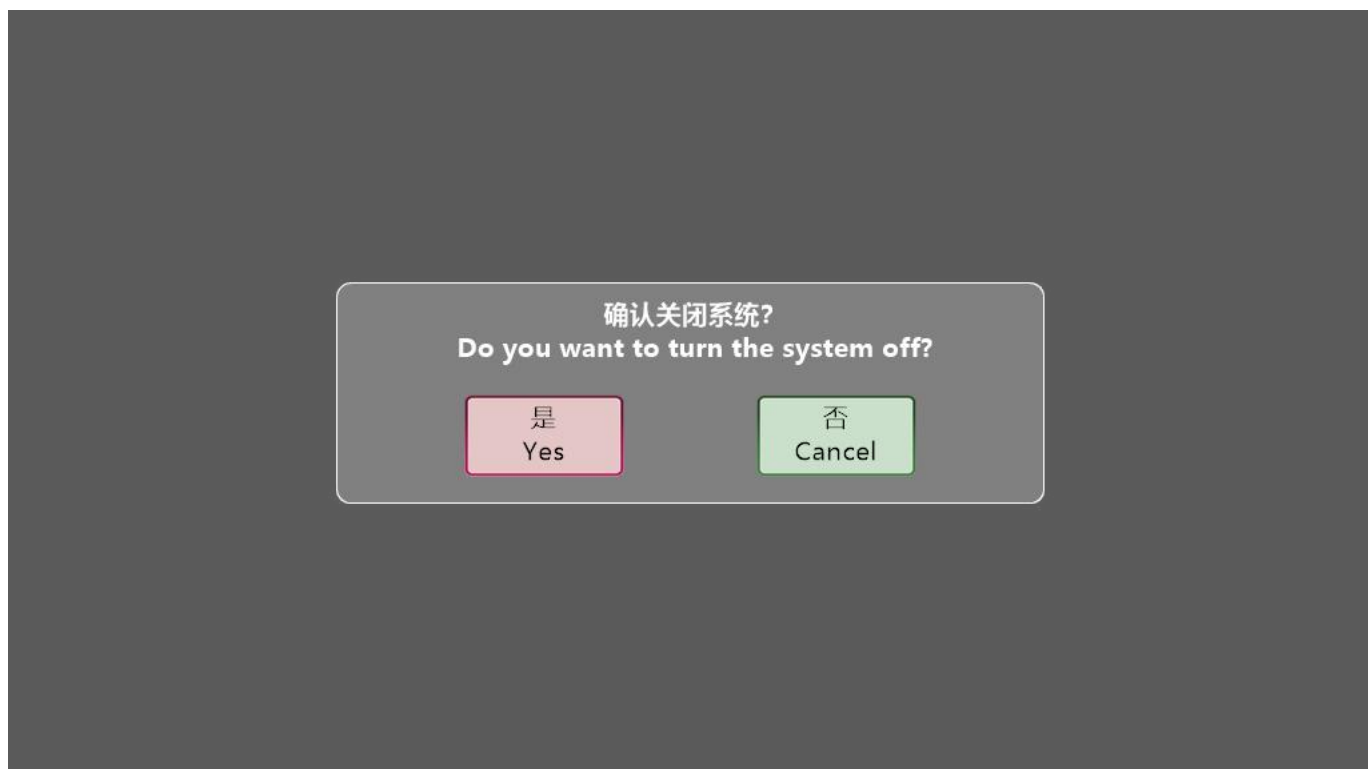 确认关闭系统?
Do you want to turn the system off?
是
Yes
否
Cancel